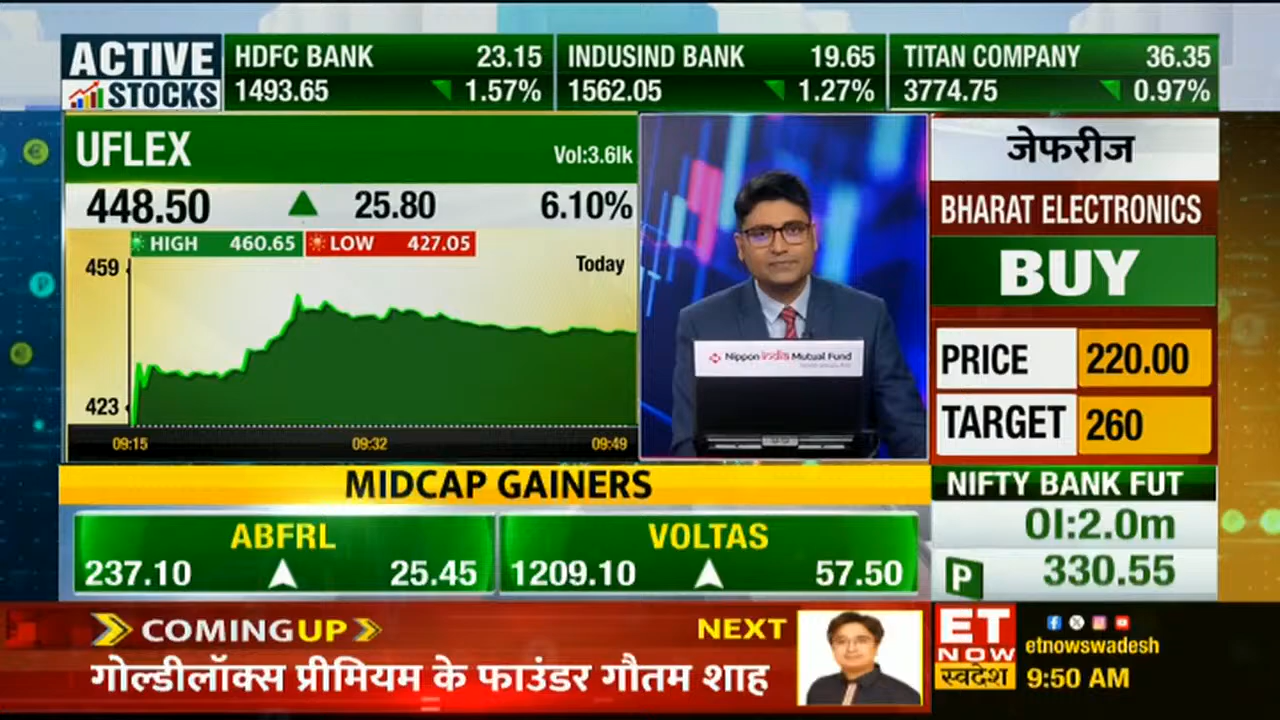 ACTIVE
STOCKS
HDFC BANK 23.15
1493.65 1.57%
INDUSIND BANK 19.65
1562.05 1.27%
TITAN COMPANY 36.35
3774.75 0.97%
UFLEX Vol:3.6lk
448.50 25.80 6.10%
HIGH 460.65 LOW 427.05
Today
459
423
09:15 09:32 09:49
Nippon india Mutual Fund
जेफरीज
BHARAT ELECTRONICS
BUY
PRICE 220.00
TARGET 260
MIDCAP GAINERS
ABFRL
237.10 25.45
VOLTAS
1209.10 57.50
NIFTY BANK FUT
OI:2.0m
P 330.55
COMING UP
NEXT
गोल्डीलॉक्स प्रीमियम के फाउंडर गौतम शाह
ET
NOW
स्वदेश
etnowswadesh
9:50 AM